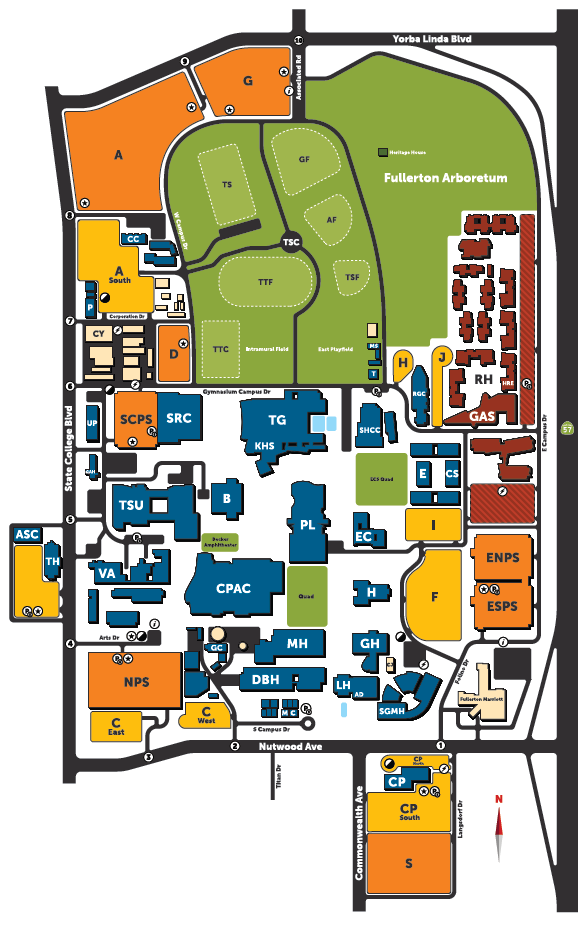 Yorba Linda Blvd
10
Associated Rd
9
G
i
A
GF
Heritage House
Fullerton Arboretum
TS
W Campus Dr
AF
8
CC
TSC
A
South
TTF
TSF
P
Corporation Dr
7
CY
D
TTC
Intramural Field
East Playfield
MS
T
H
J
RH
HRE
RGC
GAS
6
Gymnasium Campus Dr
State College Blvd
UP
SCPS
SRC
TG
KHS
SHCC
E Campus Dr
57
GAH
ECS Quad
E
CS
TSU
B
PL
5
ASC
TH
EC
I
Becker
Amphitheater
ENPS
VA
CPAC
Quad
H
F
ESPS
Arts Dr
i
4
GC
MH
GH
i
NPS
DBH
LH
AD
Folino Dr
Fullerton Marriott
C
East
C
West
M C
SGMH
S Campus Dr
3
2
Nutwood Ave
1
Titan Dr
Commonwealth Ave
CP
North
CP
CP
South
Langsdorf Dr
N
S